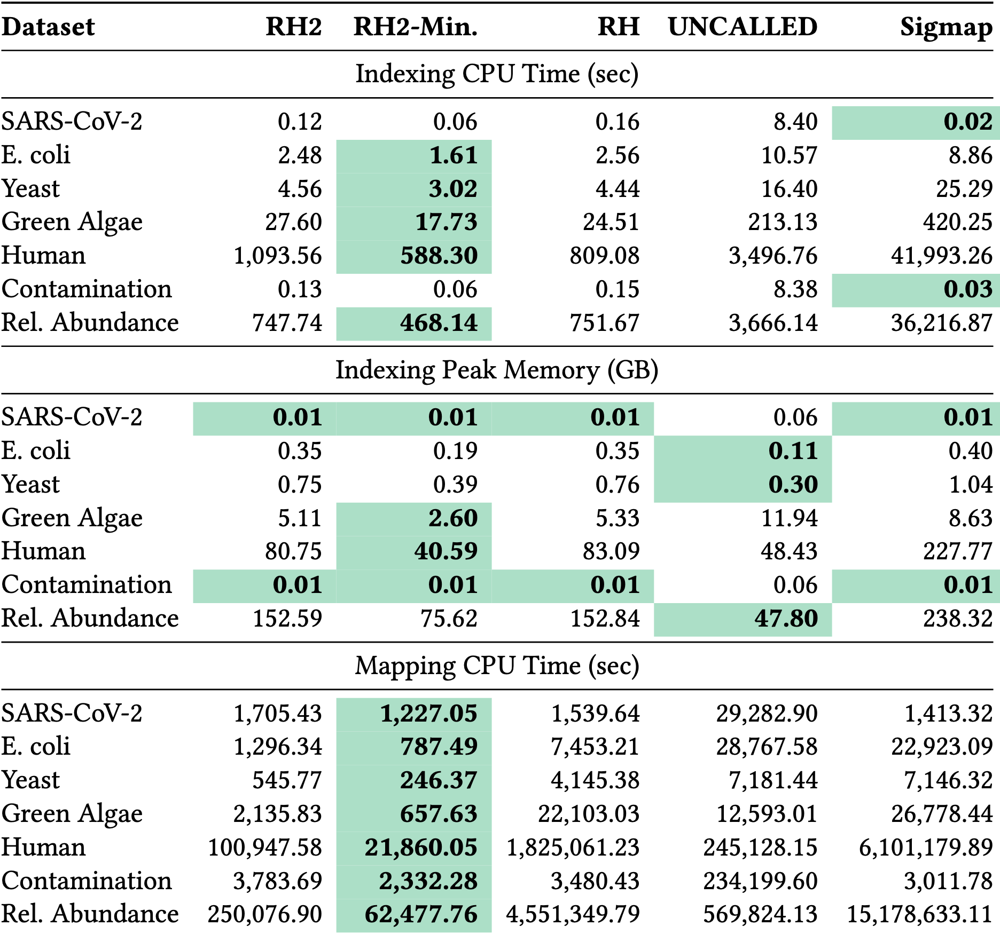 Dataset RH2 RH2-Min. RH UNCALLED Sigmap
Indexing CPU Time (sec)
SARS-CoV-2 0.12 0.06 0.16 8.40 0.02
E. coli 2.48 1.61 2.56 10.57 8.86
Yeast 4.56 3.02 4.44 16.40 25.29
Green Algae 27.60 17.73 24.51 213.13 420.25
Human 1,093.56 588.30 809.08 3,496.76 41,993.26
Contamination 0.13 0.06 0.15 8.38 0.03
Rel. Abundance 747.74 468.14 751.67 3,666.14 36,216.87
Indexing Peak Memory (GB)
SARS-CoV-2 0.01 0.01 0.01 0.06 0.01
E. coli 0.35 0.19 0.35 0.11 0.40
Yeast 0.75 0.39 0.76 0.30 1.04
Green Algae 5.11 2.60 5.33 11.94 8.63
Human 80.75 40.59 83.09 48.43 227.77
Contamination 0.01 0.01 0.01 0.06 0.01
Rel. Abundance 152.59 75.62 152.84 47.80 238.32
Mapping CPU Time (sec)
SARS-CoV-2 1,705.43 1,227.05 1,539.64 29,282.90 1,413.32
E. coli 1,296.34 787.49 7,453.21 28,767.58 22,923.09
Yeast 545.77 246.37 4,145.38 7,181.44 7,146.32
Green Algae 2,135.83 657.63 22,103.03 12,593.01 26,778.44
Human 100,947.58 21,860.05 1,825,061.23 245,128.15 6,101,179.89
Contamination 3,783.69 2,332.28 3,480.43 234,199.60 3,011.78
Rel. Abundance 250,076.90 62,477.76 4,551,349.79 569,824.13 15,178,633.11